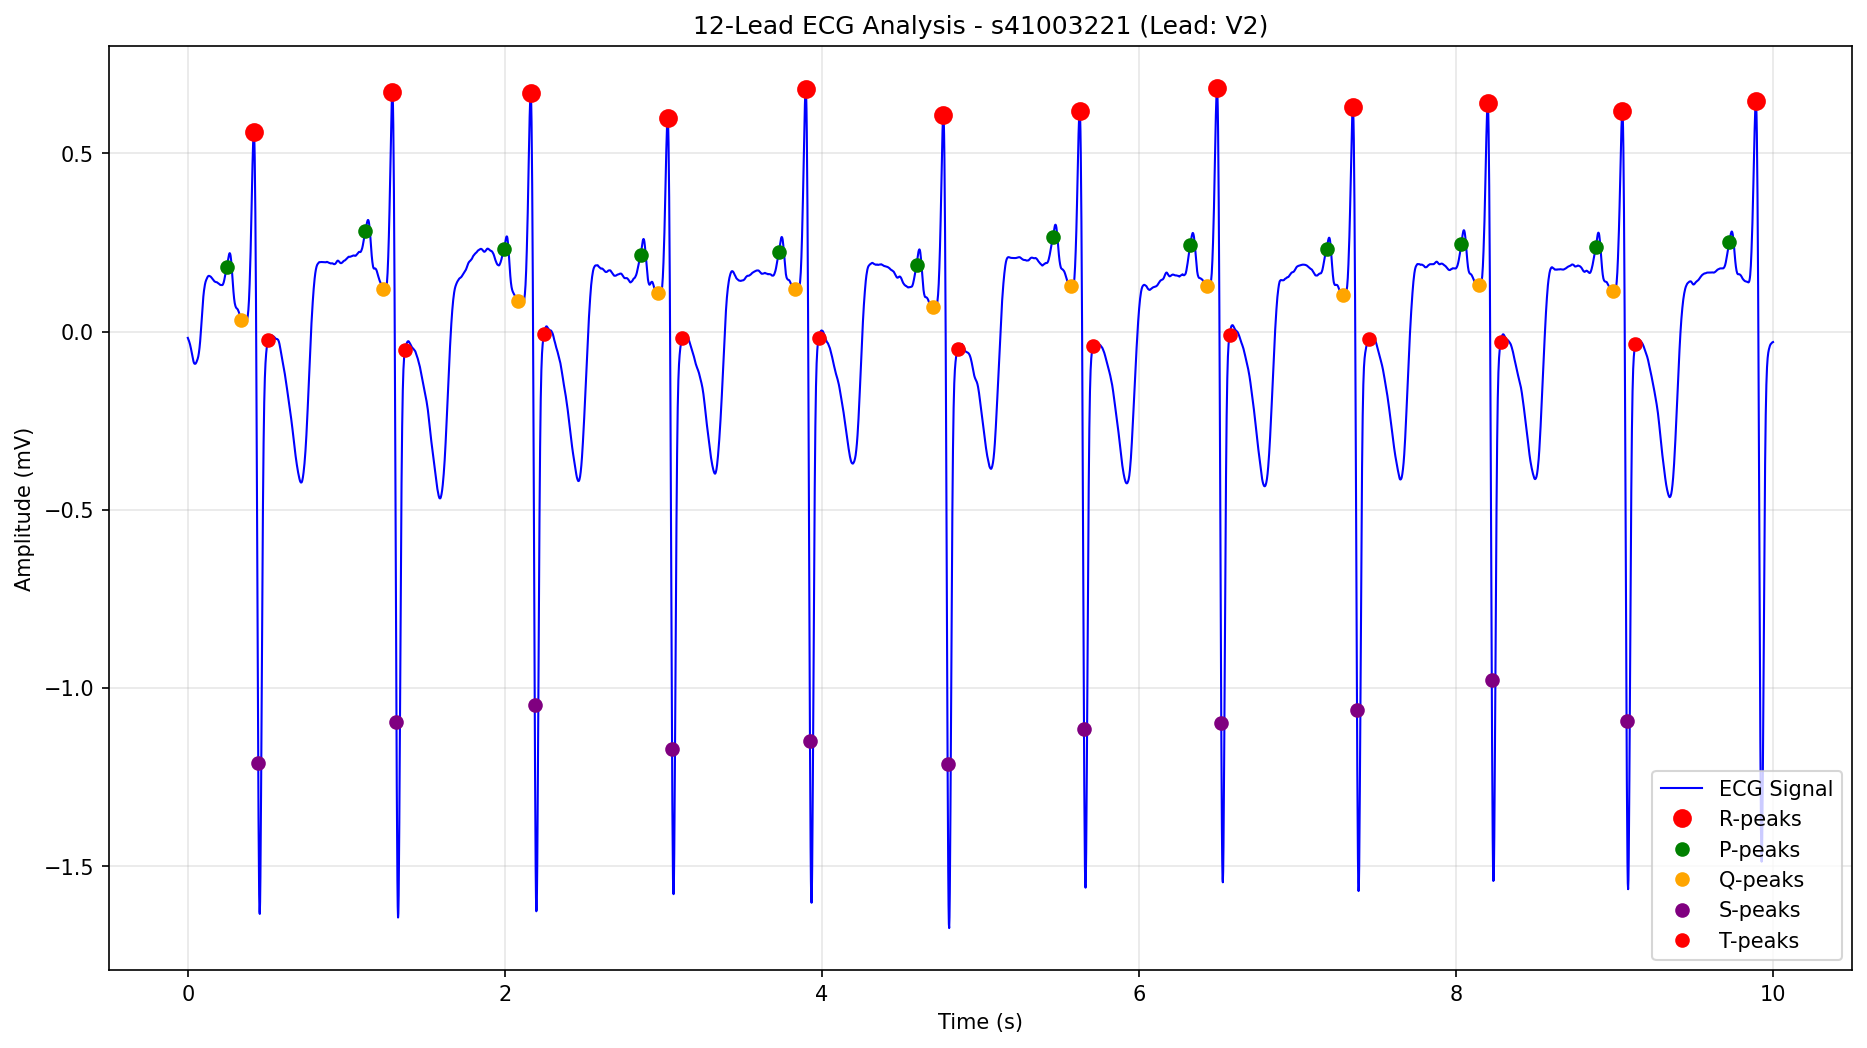 12-Lead ECG Analysis - s41003221 (Lead: V2)
Amplitude (mV)
0.5
0.0
−0.5
−1.0
−1.5
ECG Signal
R-peaks
P-peaks
Q-peaks
S-peaks
T-peaks
0 2 4 6 8 10
Time (s)